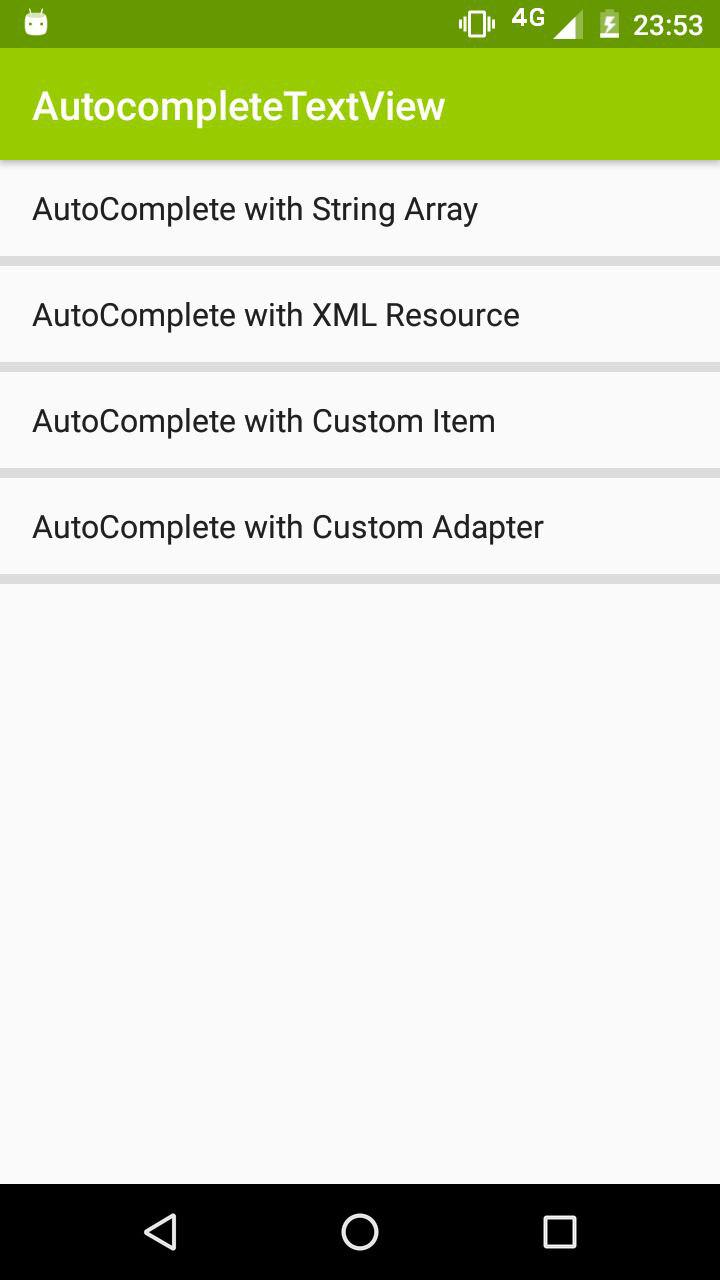 4G 23:53
AutocompleteTextView
AutoComplete with String Array
AutoComplete with XML Resource
AutoComplete with Custom Item
AutoComplete with Custom Adapter